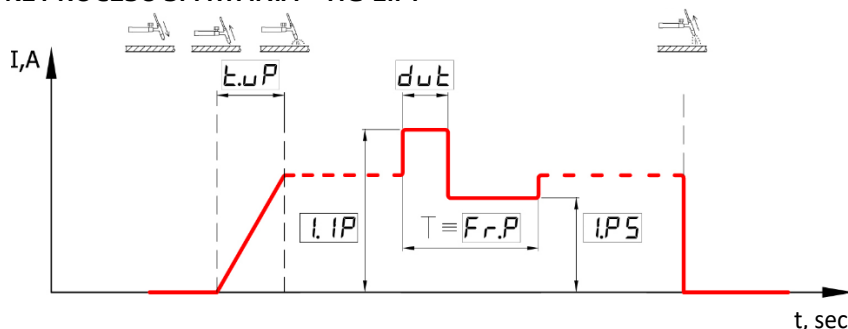 I,A
t.uP
dut
I.1P
T ≡ Fr.P
I.PS
t, sec